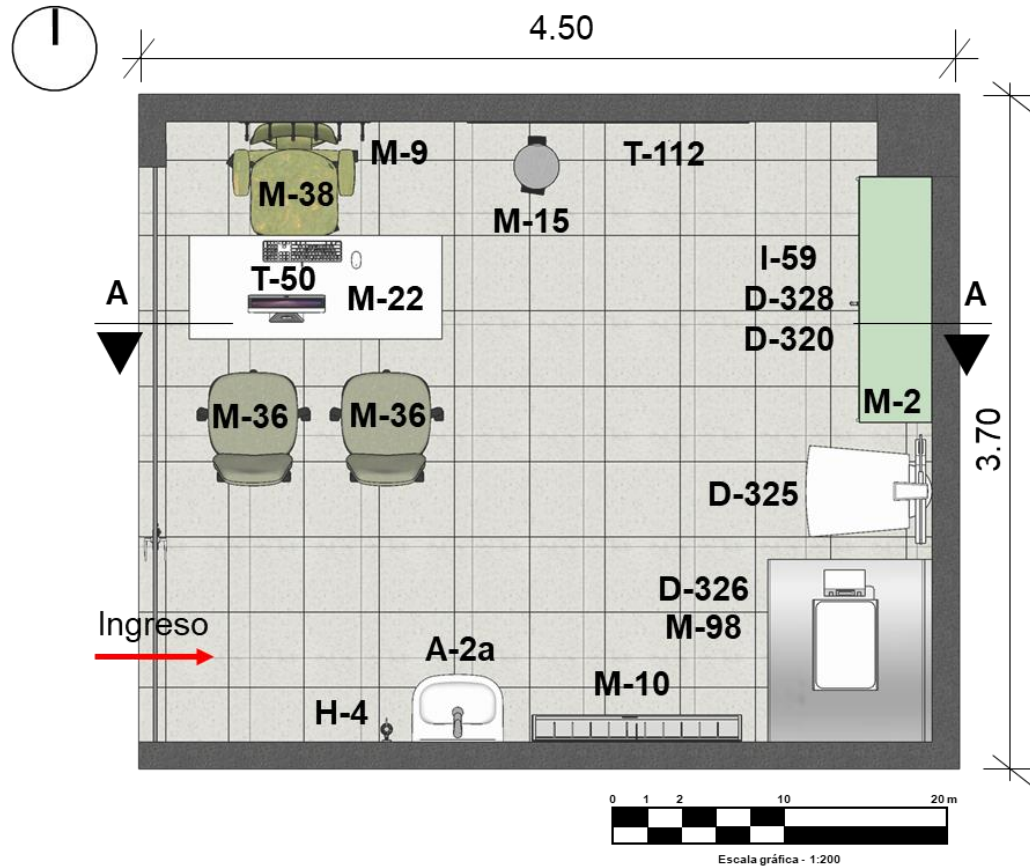 4.50
M-9
T-112
M-38
M-15
T-50
M-22
I-59
D-328
D-320
A
A
M-2
M-36
M-36
3.70
D-325
D-326
M-98
Ingreso
A-2a
M-10
H-4
0 1 2 10 20 m
Escala gráfica - 1:200